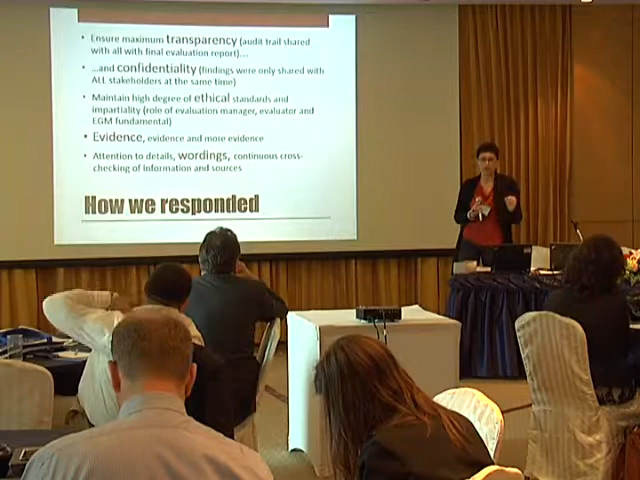 • Ensure maximum transparency (audit trail shared
with all with final evaluation report)....
• ...and confidentiality (findings were only shared with
ALL stakeholders at the same time)
• Maintain high degree of ethical standards and
impartiality (role of evaluation manager, evaluator and
EGM fundamental)
• Evidence, evidence and more evidence
• Attention to details, wordings, continuous cross-
checking of information and sources
How we responded